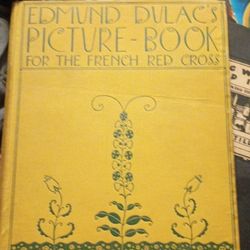 EDMUND DULAC'S
PICTURE-BOOK
FOR THE FRENCH RED CROSS